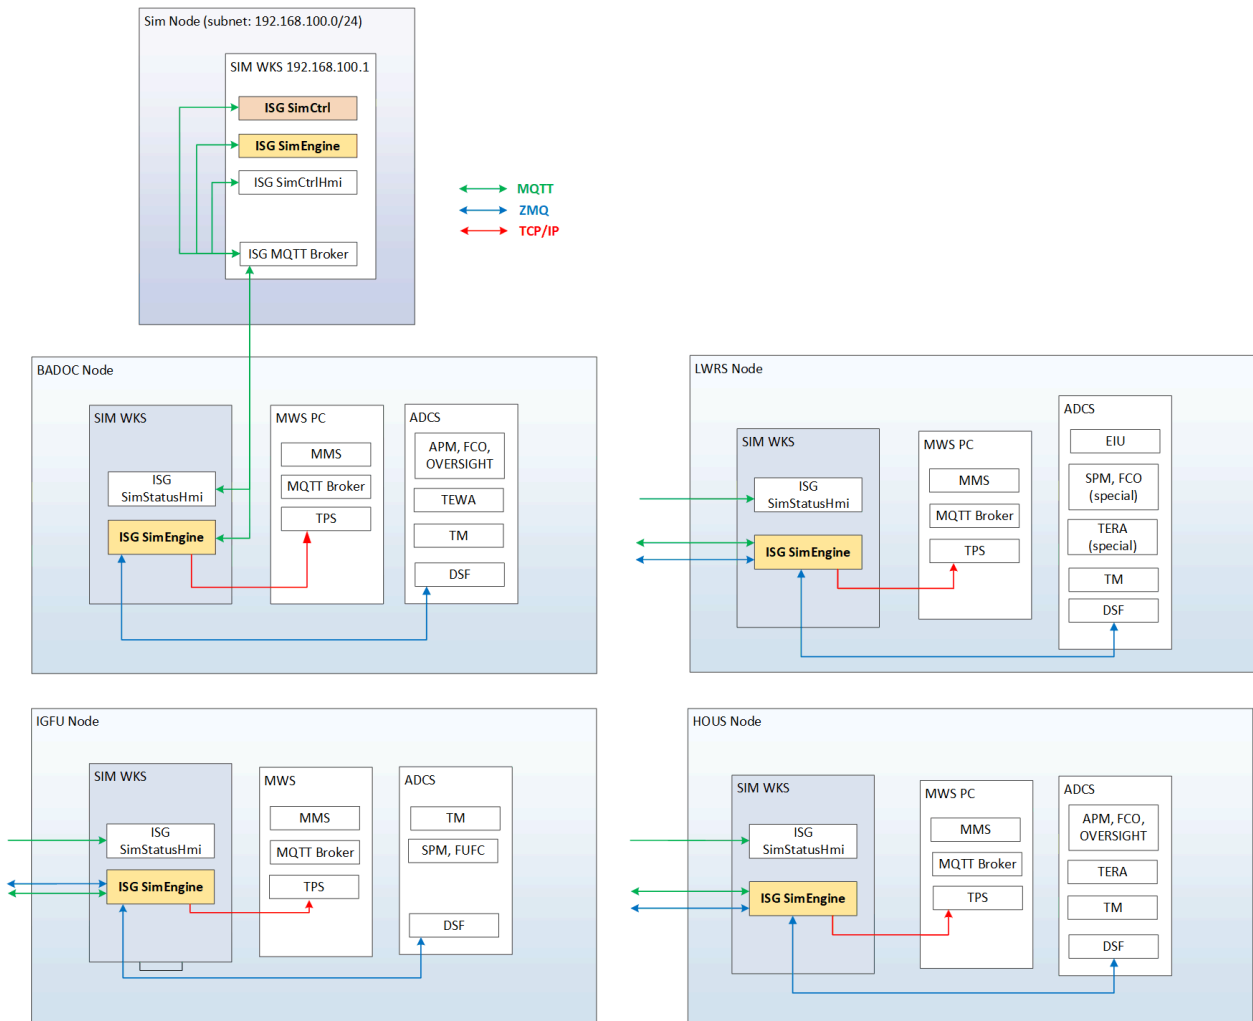 Sim Node (subnet: 192.168.100.0/24)
SIM WKS 192.168.100.1
ISG SimCtrl
ISG SimEngine
ISG SimCtrlHmi
ISG MQTT Broker
MQTT
ZMQ
TCP/IP
BADOC Node
SIM WKS
ISG
SimStatusHmi
ISG SimEngine
MWS PC
MMS
MQTT Broker
TPS
ADCS
APM, FCO,
OVERSIGHT
TEWA
TM
DSF
LWRS Node
SIM WKS
ISG
SimStatusHmi
ISG SimEngine
MWS PC
MMS
MQTT Broker
TPS
ADCS
EIU
SPM, FCO
(special)
TERA
(special)
TM
DSF
IGFU Node
SIM WKS
ISG
SimStatusHmi
ISG SimEngine
MWS
MMS
MQTT Broker
TPS
ADCS
TM
SPM, FUFC
DSF
HOUS Node
SIM WKS
ISG
SimStatusHmi
ISG SimEngine
MWS PC
MMS
MQTT Broker
TPS
ADCS
APM, FCO,
OVERSIGHT
TERA
TM
DSF